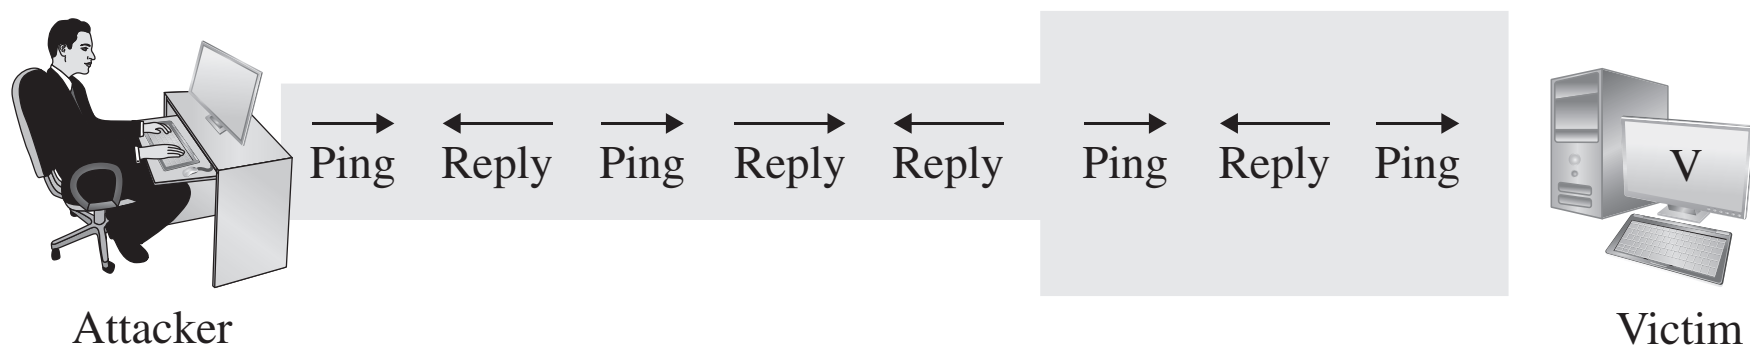 Ping Reply Ping Reply Reply Ping Reply Ping
V
Attacker
Victim